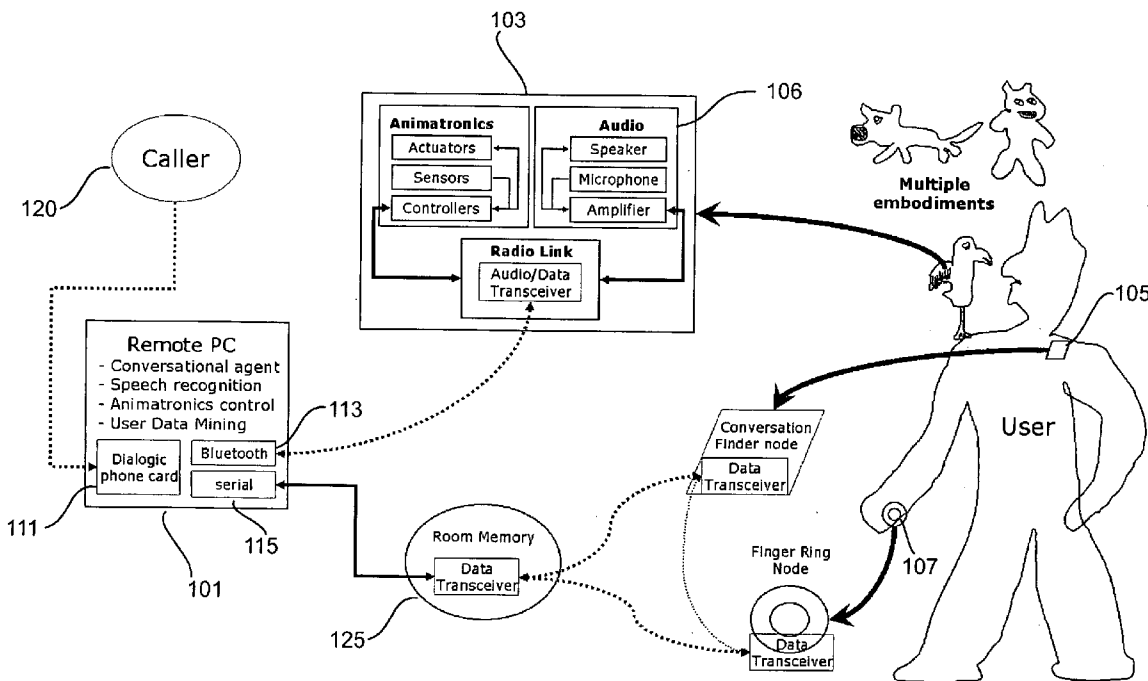 103
106
Animatronics
Actuators
Sensors
Controllers
Audio
Speaker
Microphone
Amplifier
Radio Link
Audio/Data
Transceiver
Caller
120
Multiple
embodiments
105
Remote PC
- Conversational agent
- Speech recognition
- Animatronics control
- User Data Mining
Dialogic
phone card
Bluetooth
serial
113
111
115
101
Conversation
Finder node
Data
Transceiver
User
107
Room Memory
Data
Transceiver
125
Finger Ring
Node
Data
Transceiver